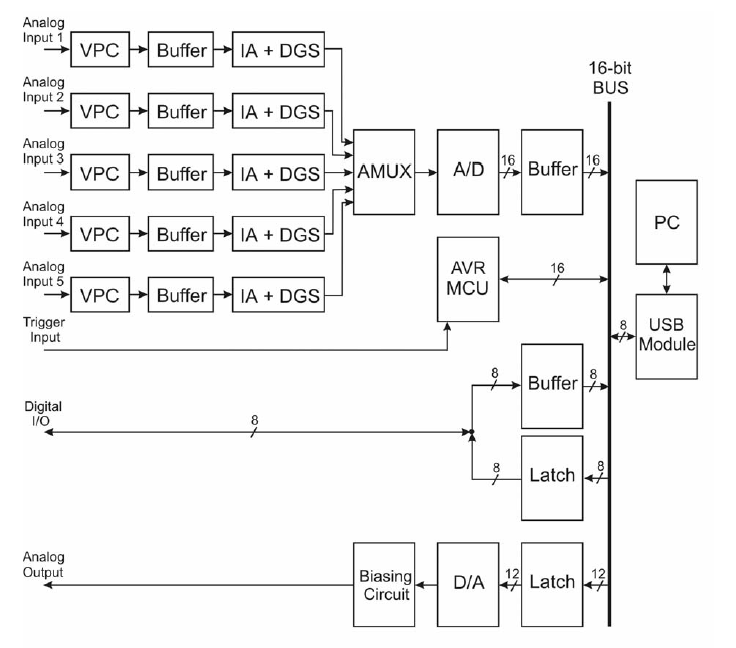 Analog
Input 1
VPC
Buffer
IA + DGS
Analog
Input 2
VPC
Buffer
IA + DGS
Analog
Input 3
VPC
Buffer
IA + DGS
Analog
Input 4
VPC
Buffer
IA + DGS
Analog
Input 5
VPC
Buffer
IA + DGS
AMUX
A/D
16
Buffer
16
16-bit
BUS
PC
AVR
MCU
16
8
USB
Module
Trigger
Input
Digital
I/O
8
8
Buffer
8
8
Latch
8
Analog
Output
Biasing
Circuit
D/A
12
Latch
12